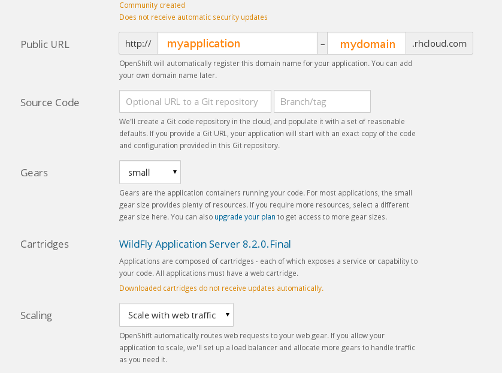 Community created
Does not receive automatic security updates
Public URL
http:// myapplication – mydomain .rhcloud.com
OpenShift will automatically register this domain name for your application. You can
add your own domain name later.
Source Code
Optional URL to a Git repository Branch/tag
We'll create a Git code repository in the cloud, and populate it with a set of reasonable
defaults. If you provide a Git URL, your application will start with an exact copy of the code
and configuration provided in this Git repository.
Gears
small
Gears are the application containers running your code. For most applications, the small
gear size provides plenty of resources. If you require more resources, select a different
gear size here. You can also upgrade your plan to get access to more gear sizes.
Cartridges
WildFly Application Server 8.2.0.Final
Applications are composed of cartridges - each of which exposes a service or capability to
your code. All applications must have a web cartridge.
Downloaded cartridges do not receive updates automatically.
Scaling
Scale with web traffic
OpenShift automatically routes web requests to your web gear. If you allow your
application to scale, we'll set up a load balancer and allocate more gears to handle traffic
as you need it.